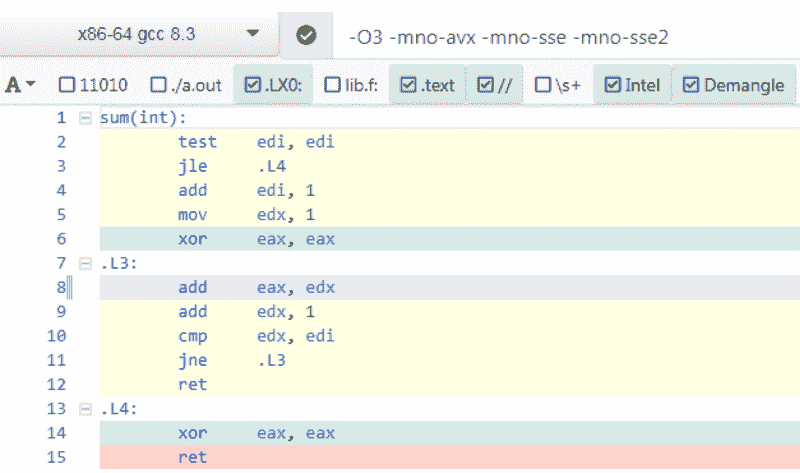 x86-64 gcc 8.3 -O3 -mno-avx -mno-sse -mno-sse2
A 11010 ./a.out .LX0: lib.f: .text // \s+ Intel Demangle
1 sum(int):
2 test edi, edi
3 jle .L4
4 add edi, 1
5 mov edx, 1
6 xor eax, eax
7 .L3:
8 add eax, edx
9 add edx, 1
10 cmp edx, edi
11 jne .L3
12 ret
13 .L4:
14 xor eax, eax
15 ret